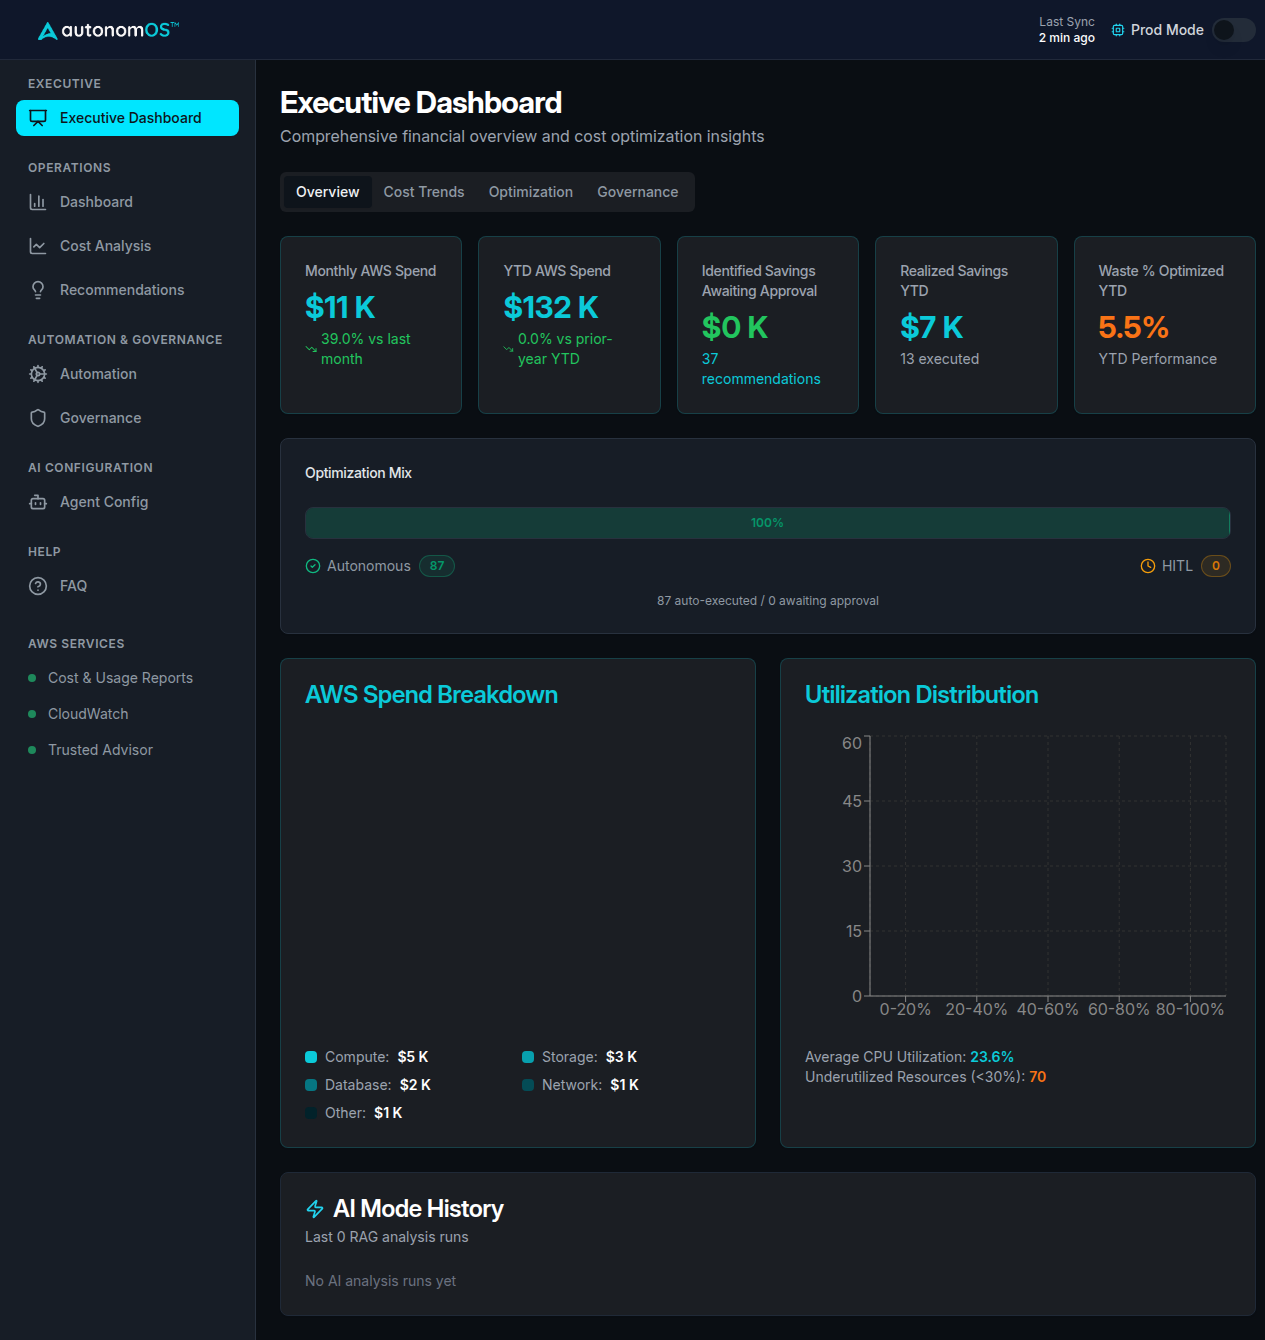 autonomOS™
Last Sync
2 min ago
Prod Mode
EXECUTIVE
Executive Dashboard
OPERATIONS
Dashboard
Cost Analysis
Recommendations
AUTOMATION & GOVERNANCE
Automation
Governance
AI CONFIGURATION
Agent Config
HELP
FAQ
AWS SERVICES
Cost & Usage Reports
CloudWatch
Trusted Advisor
Executive Dashboard
Comprehensive financial overview and cost optimization insights
Overview Cost Trends Optimization Governance
Monthly AWS Spend
$11 K
39.0% vs last
month
YTD AWS Spend
$132 K
0.0% vs prior-
year YTD
Identified Savings
Awaiting Approval
$0 K
37
recommendations
Realized Savings
YTD
$7 K
13 executed
Waste % Optimized
YTD
5.5%
YTD Performance
Optimization Mix
100%
Autonomous 87
HITL 0
87 auto-executed / 0 awaiting approval
AWS Spend Breakdown
Compute: $5 K
Storage: $3 K
Database: $2 K
Network: $1 K
Other: $1 K
Utilization Distribution
60
45
30
15
0
0-20% 20-40% 40-60% 60-80% 80-100%
Average CPU Utilization: 23.6%
Underutilized Resources (<30%): 70
AI Mode History
Last 0 RAG analysis runs
No AI analysis runs yet